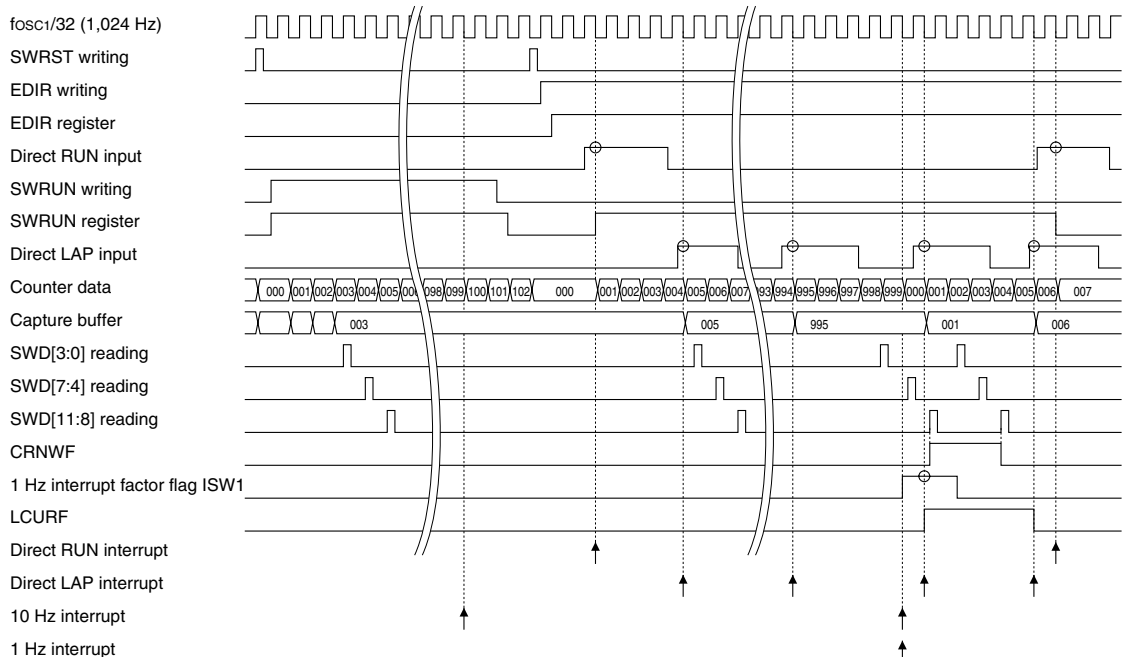 fOSC1/32 (1,024 Hz)
SWRST writing
EDIR writing
EDIR register
Direct RUN input
SWRUN writing
SWRUN register
Direct LAP input
Counter data 000 001 002 003 004 005 006 098 099 100 101 102 000 001 002 003 004 005 006 007 993 994 995 996 997 998 999 000 001 002 003 004 005 006 007
Capture buffer 003 005 995 001 006
SWD[3:0] reading
SWD[7:4] reading
SWD[11:8] reading
CRNWF
1 Hz interrupt factor flag ISW1
LCURF
Direct RUN interrupt
Direct LAP interrupt
10 Hz interrupt
1 Hz interrupt